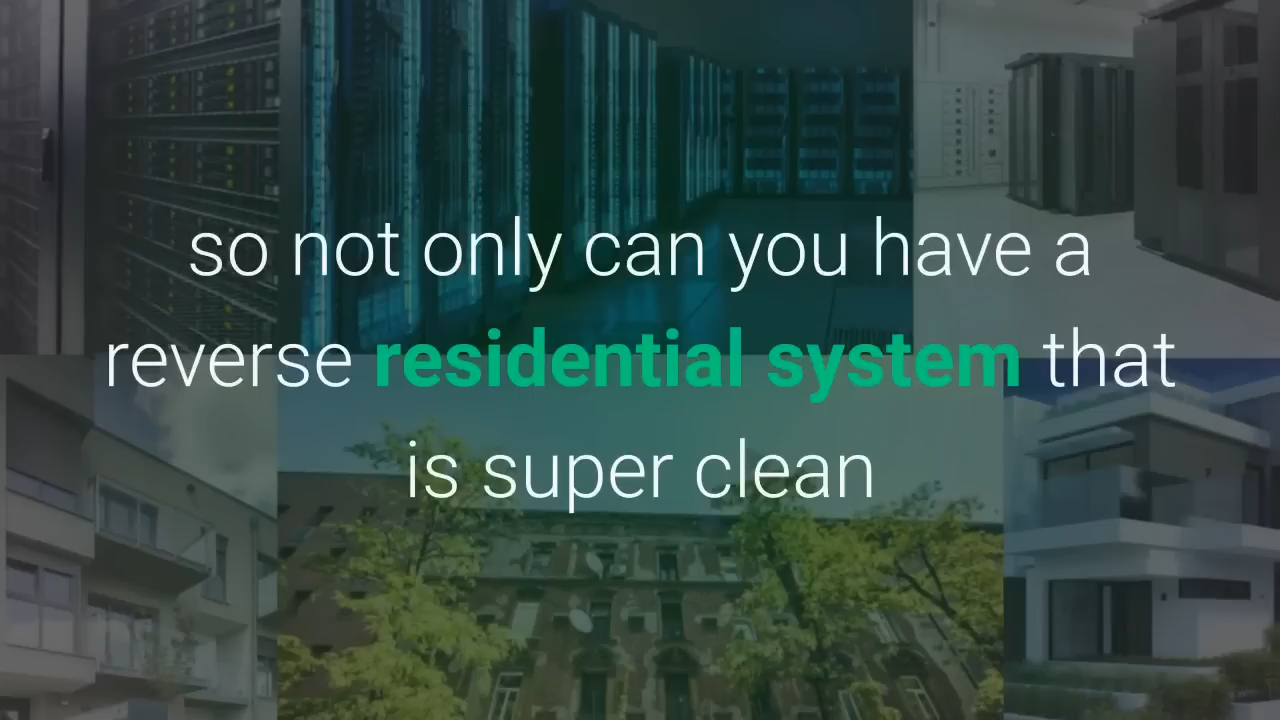 so not only can you have a
reverse residential system that
is super clean